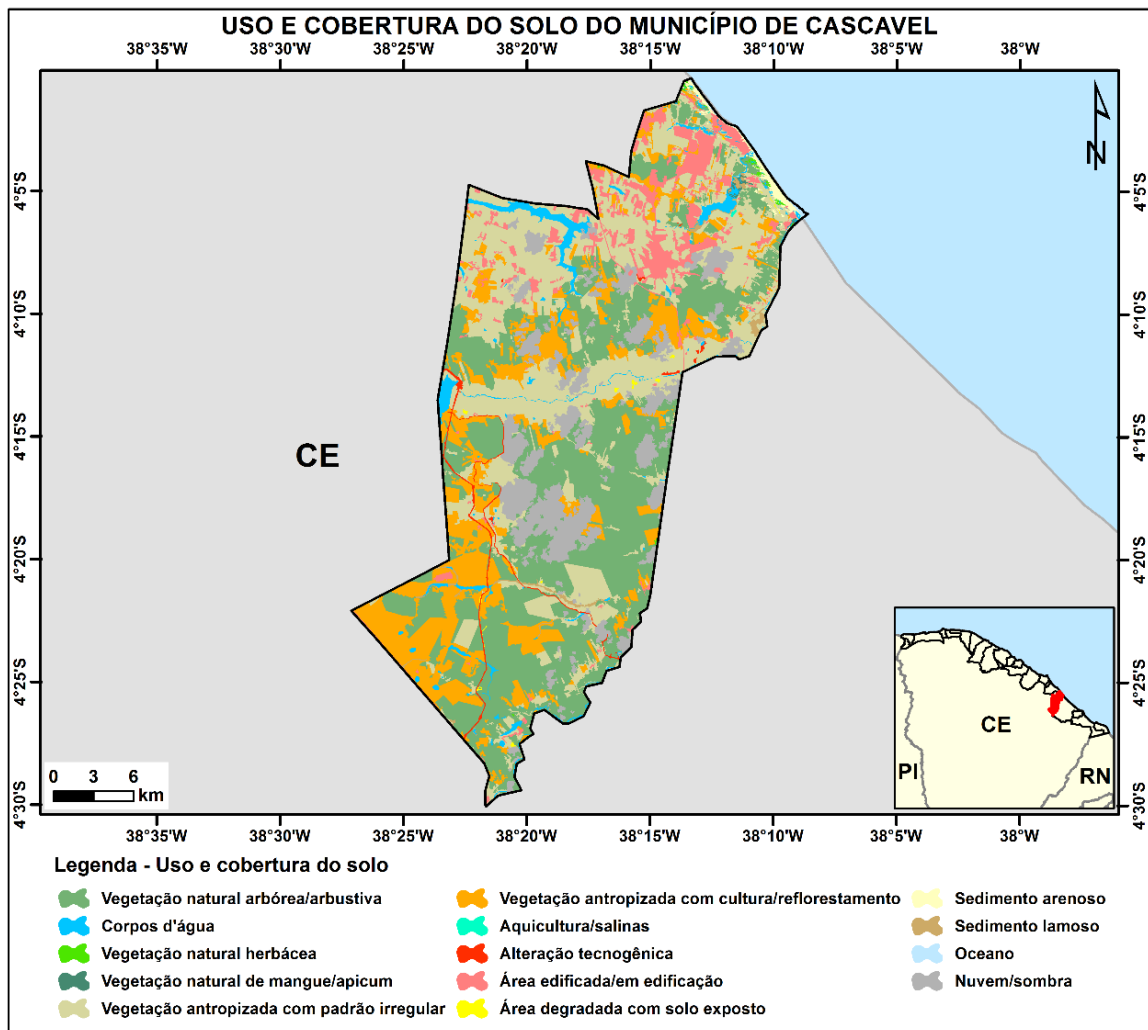 USO E COBERTURA DO SOLO DO MUNICÍPIO DE CASCAVEL
38°35'W 38°25'W 38°20'W 38°15'W 38°10'W 38°5'W 38°W
N
4°5'S 4°5'S
4°10'S 4°10'S
4°15'S 4°15'S
CE
4°20'S 4°20'S
4°25'S 4°25'S
CE
PI
RN
0 3 6
km
4°30'S 4°30'S
38°35'W 38°30'W 38°25'W 38°20'W 38°15'W 38°10'W 38°5'W 38°W
Legenda - Uso e cobertura do solo
Vegetação natural arbórea/arbustiva
Corpos d'água
Vegetação natural herbácea
Vegetação natural de mangue/apicum
Vegetação antropizada com padrão irregular
Vegetação antropizada com cultura/reflorestamento
Aquicultura/salinas
Alteração tecnogênica
Área edificada/em edificação
Área degradada com solo exposto
Sedimento arenoso
Sedimento lamoso
Oceano
Nuvem/sombra